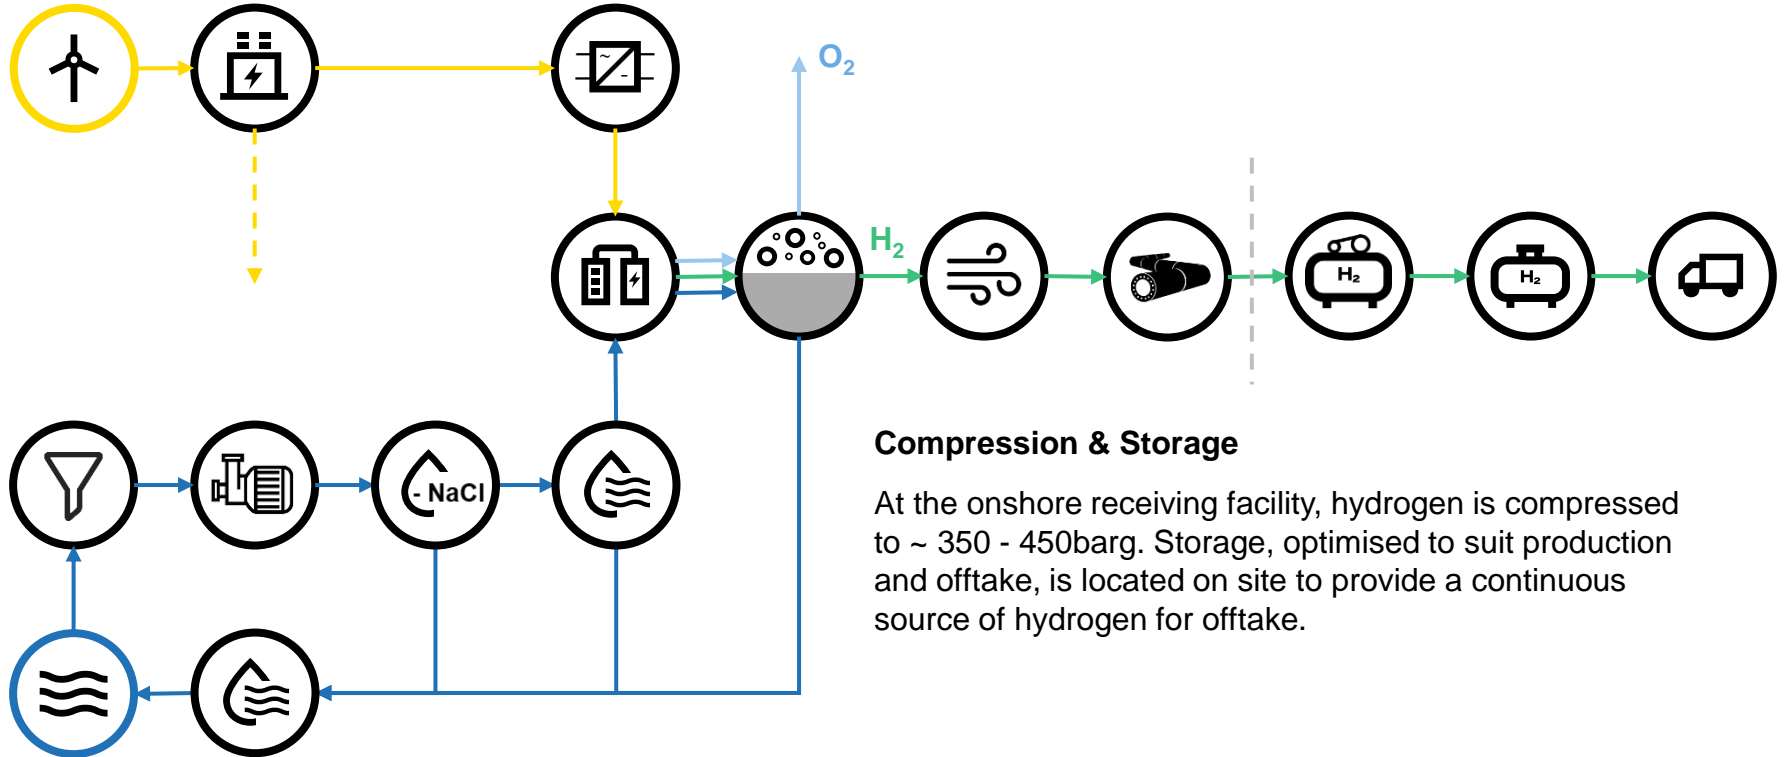 O₂
H₂
H₂
H₂
- NaCl
Compression & Storage
At the onshore receiving facility, hydrogen is compressed
to ~ 350 - 450barg. Storage, optimised to suit production
and offtake, is located on site to provide a continuous
source of hydrogen for offtake.